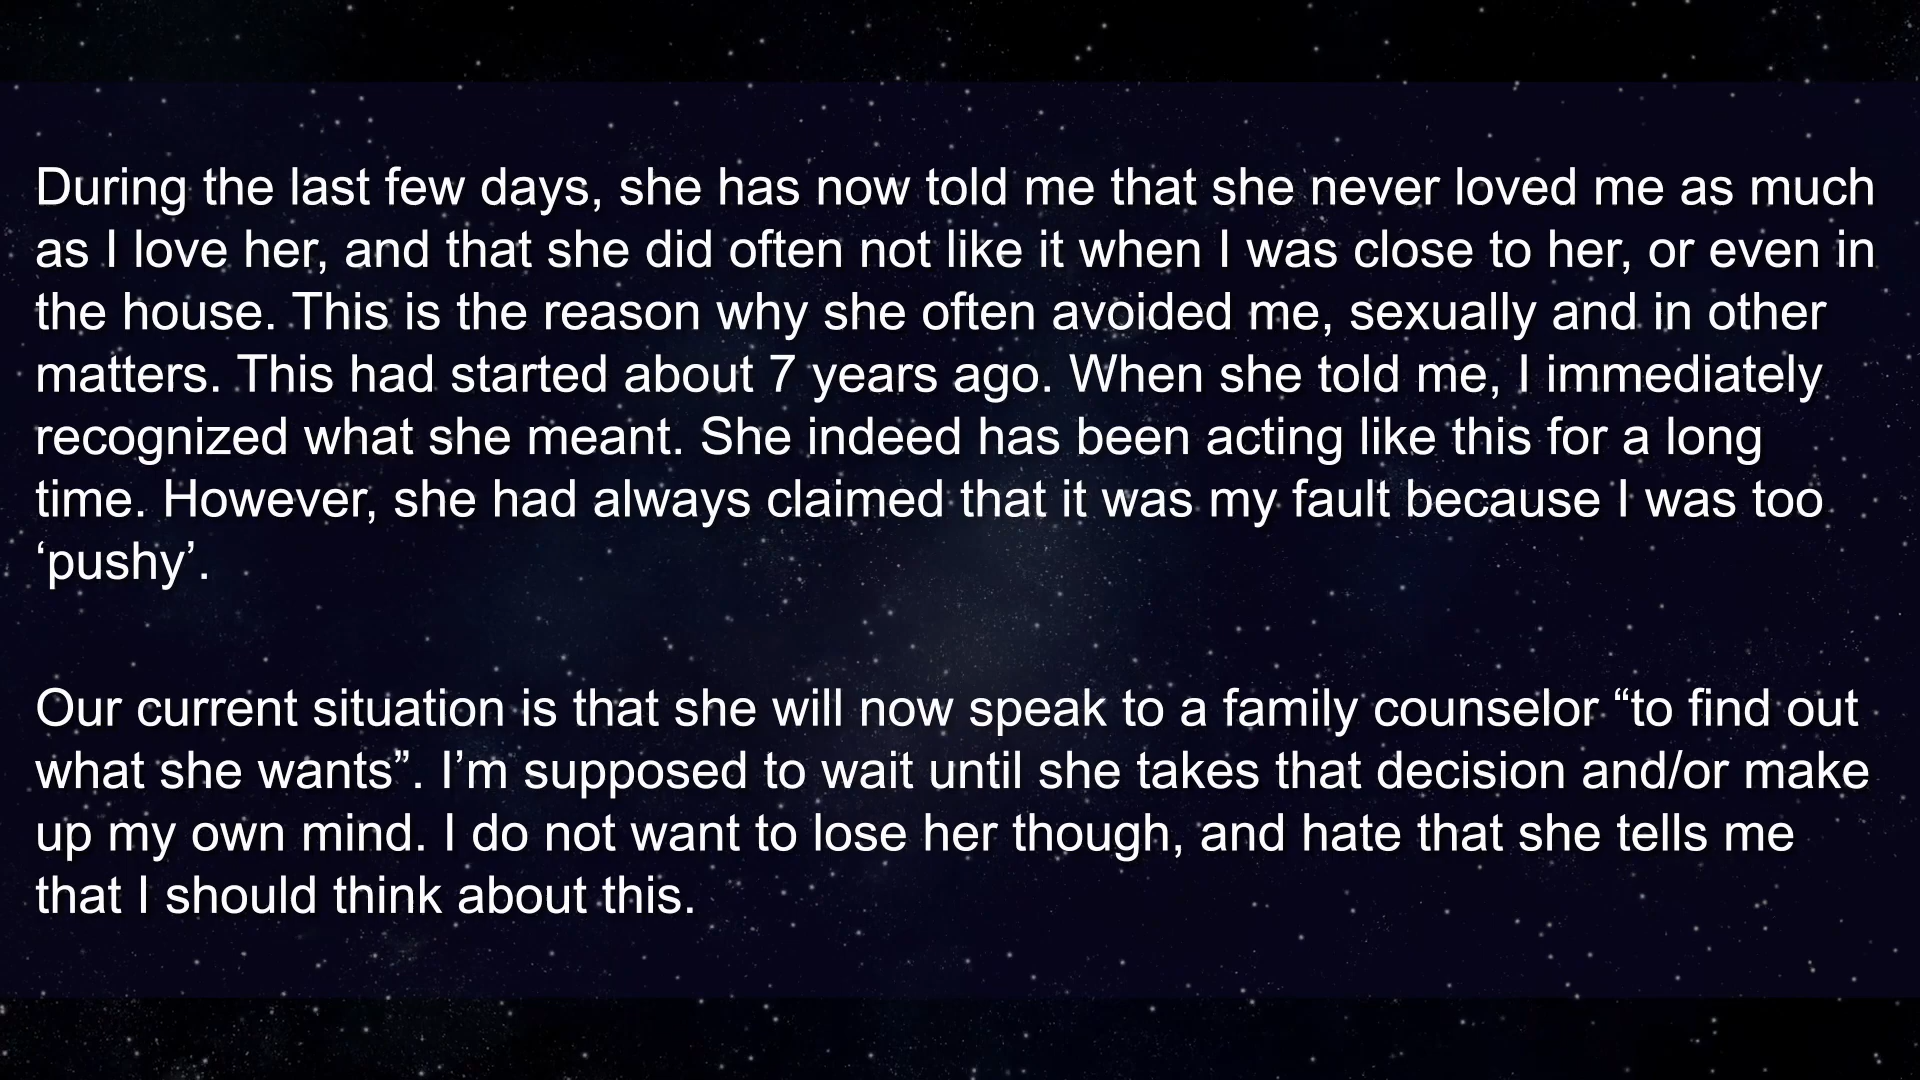 During the last few days, she has now told me that she never loved me as much
as I love her, and that she did often not like it when I was close to her, or even in
the house. This is the reason why she often avoided me, sexually and in other
matters. This had started about 7 years ago. When she told me, I immediately
recognized what she meant. She indeed has been acting like this for a long
time. However, she had always claimed that it was my fault because I was too
‘pushy’.
Our current situation is that she will now speak to a family counselor “to find out
what she wants”. I’m supposed to wait until she takes that decision and/or make
up my own mind. I do not want to lose her though, and hate that she tells me
that I should think about this.